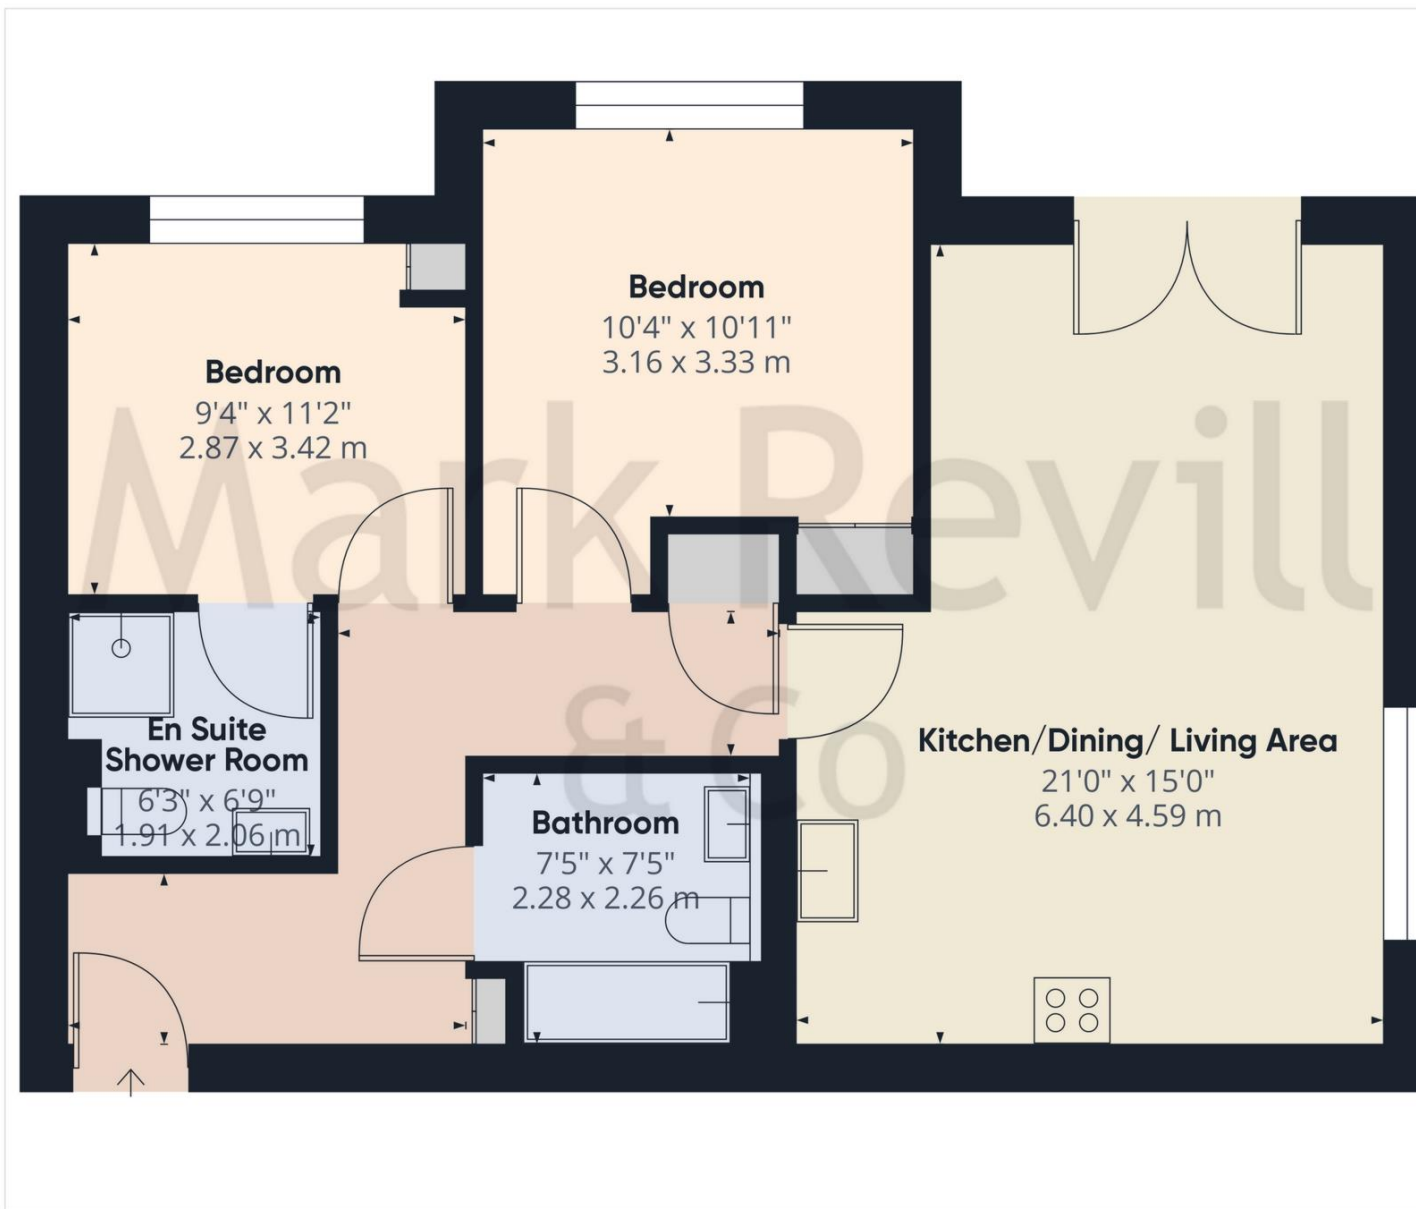 Bedroom
10'4" x 10'11"
3.16 x 3.33 m
Bedroom
9'4" x 11'2"
2.87 x 3.42 m
Mark Revill
& Co
En Suite
Shower Room
6'3" x 6'9"
1.91 x 2.06 m
Kitchen/Dining/ Living Area
21'0" x 15'0"
6.40 x 4.59 m
Bathroom
7'5" x 7'5"
2.28 x 2.26 m